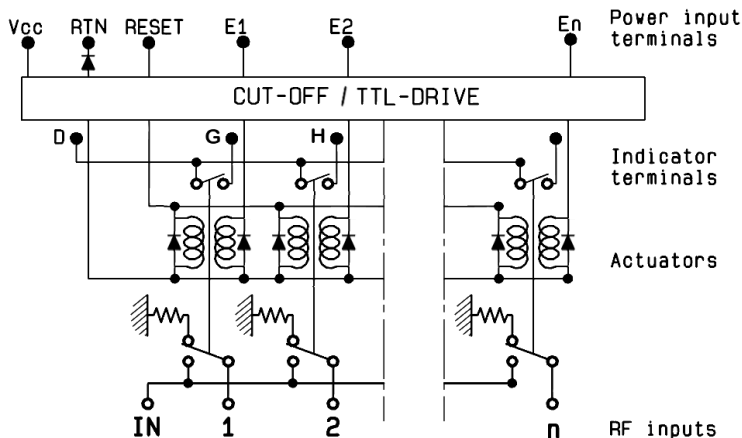 Vcc RTN RESET E1 E2 En Power input
terminals
CUT-OFF / TTL-DRIVE
D G H Indicator
terminals
Actuators
IN 1 2 n RF inputs